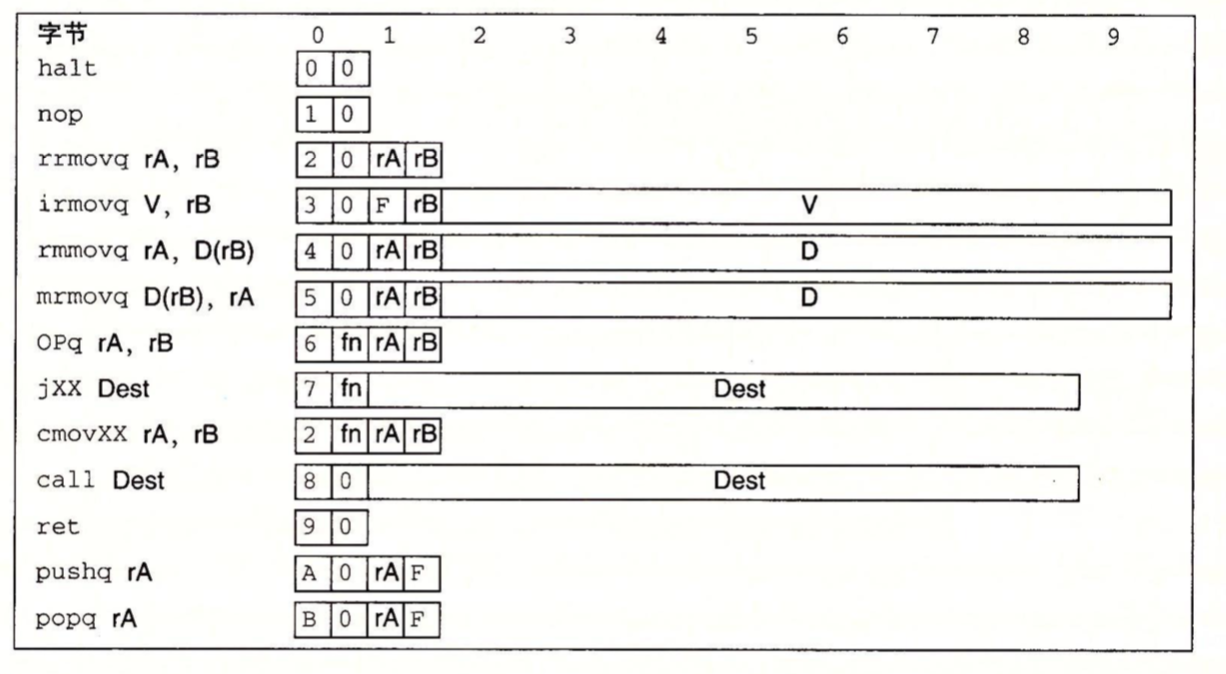 字节 0 1 2 3 4 5 6 7 8 9
halt 0 0
nop 1 0
rrmovq rA, rB 2 0 rA rB
irmovq V, rB 3 0 F rB V
rmmovq rA, D(rB) 4 0 rA rB D
mrmovq D(rB), rA 5 0 rA rB D
OPq rA, rB 6 fn rA rB
jXX Dest 7 fn Dest
cmovXX rA, rB 2 fn rA rB
call Dest 8 0 Dest
ret 9 0
pushq rA A 0 rA F
popq rA B 0 rA F